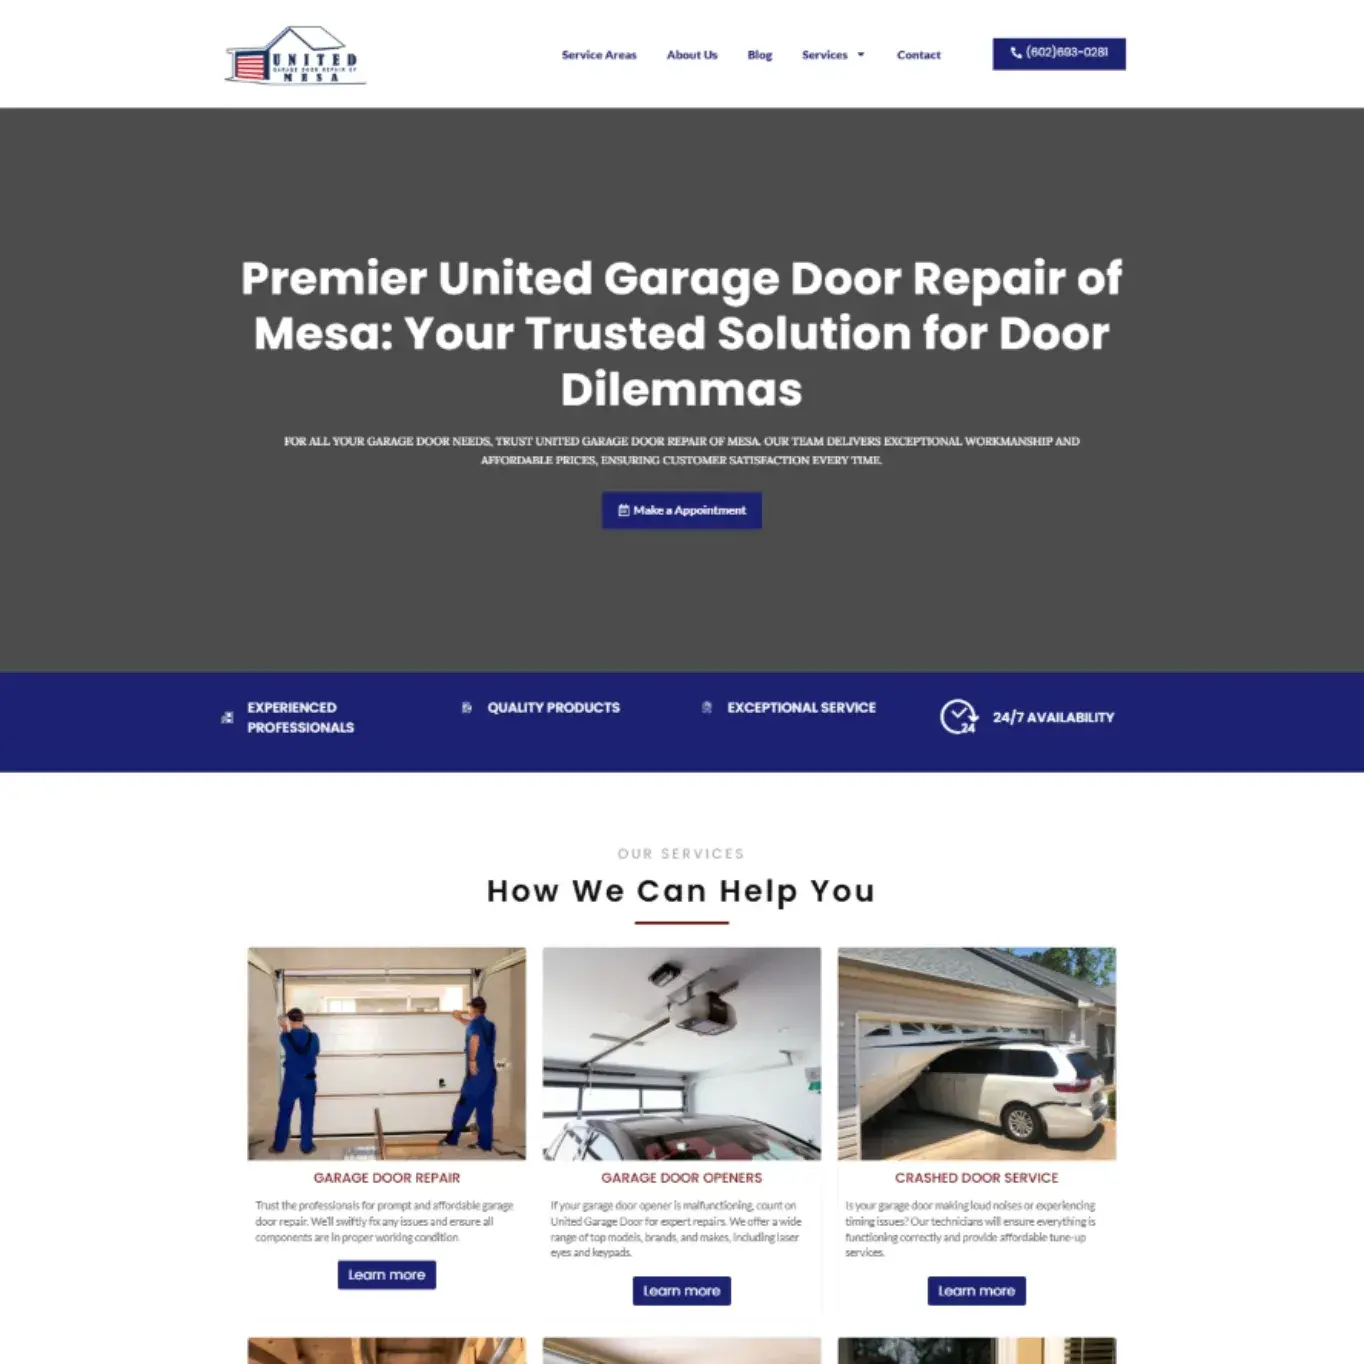 UNITED
GARAGE DOOR REPAIR OF
MESA
Service Areas
About Us
Blog
Services
Contact
(602)693-0281
Premier United Garage Door Repair of
Mesa: Your Trusted Solution for Door
Dilemmas
FOR ALL YOUR GARAGE DOOR NEEDS, TRUST UNITED GARAGE DOOR REPAIR OF MESA. OUR TEAM DELIVERS EXCEPTIONAL WORKMANSHIP AND
AFFORDABLE PRICES, ENSURING CUSTOMER SATISFACTION EVERY TIME.
Make a Appointment
EXPERIENCED
PROFESSIONALS
QUALITY PRODUCTS
EXCEPTIONAL SERVICE
24
24/7 AVAILABILITY
OUR SERVICES
How We Can Help You
GARAGE DOOR REPAIR
Trust the professionals for prompt and affordable garage
door repair. We'll swiftly fix any issues and ensure all
components are in proper working condition.
Learn more
GARAGE DOOR OPENERS
If your garage door opener is malfunctioning, count on
United Garage Door for expert repairs. We offer a wide
range of top models, brands, and makes, including laser
eyes and keypads.
Learn more
CRASHED DOOR SERVICE
Is your garage door making loud noises or experiencing
timing issues? Our technicians will ensure everything is
functioning correctly and provide affordable tune-up
services.
Learn more